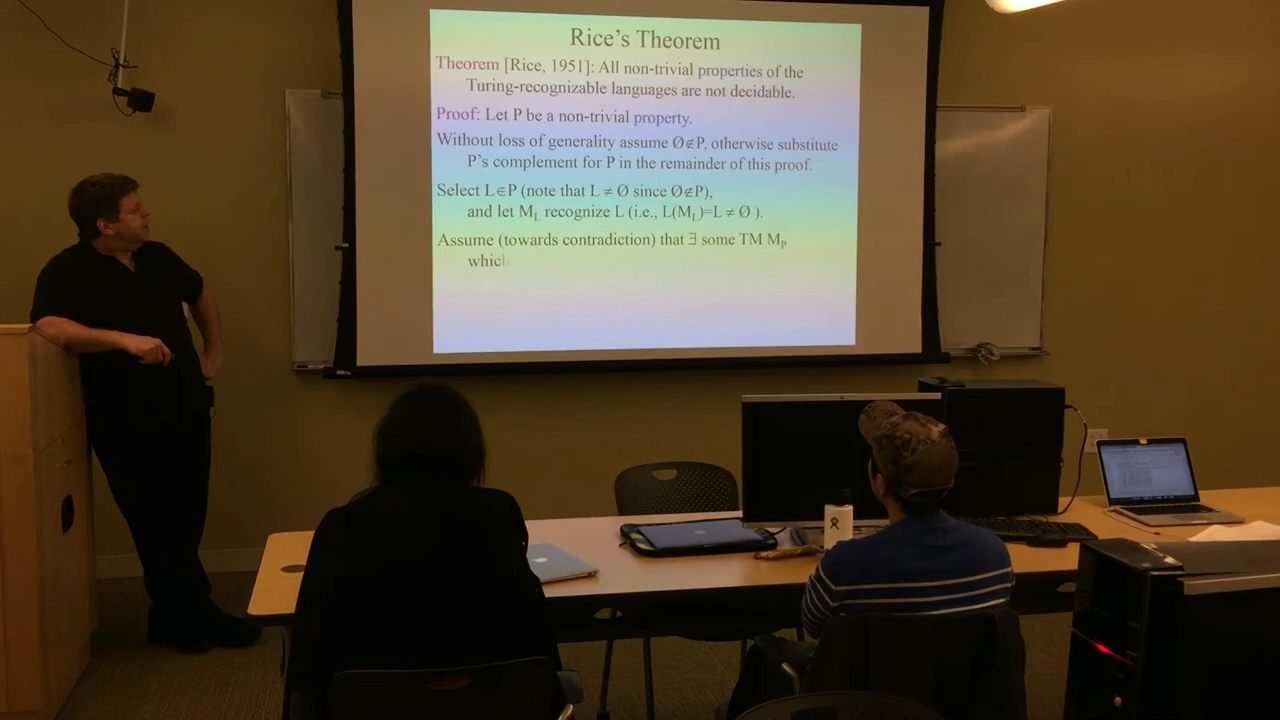 Rice's Theorem
Theorem [Rice, 1951]: All non-trivial properties of the
Turing-recognizable languages are not decidable.
Proof: Let P be a non-trivial property.
Without loss of generality assume Ø∉P, otherwise substitute
P's complement for P in the remainder of this proof.
Select L∈P (note that L ≠ Ø since Ø∉P),
and let M_L recognize L (i.e., L(M_L)=L ≠ Ø ).
Assume (towards contradiction) that ∃ some TM M_P
which